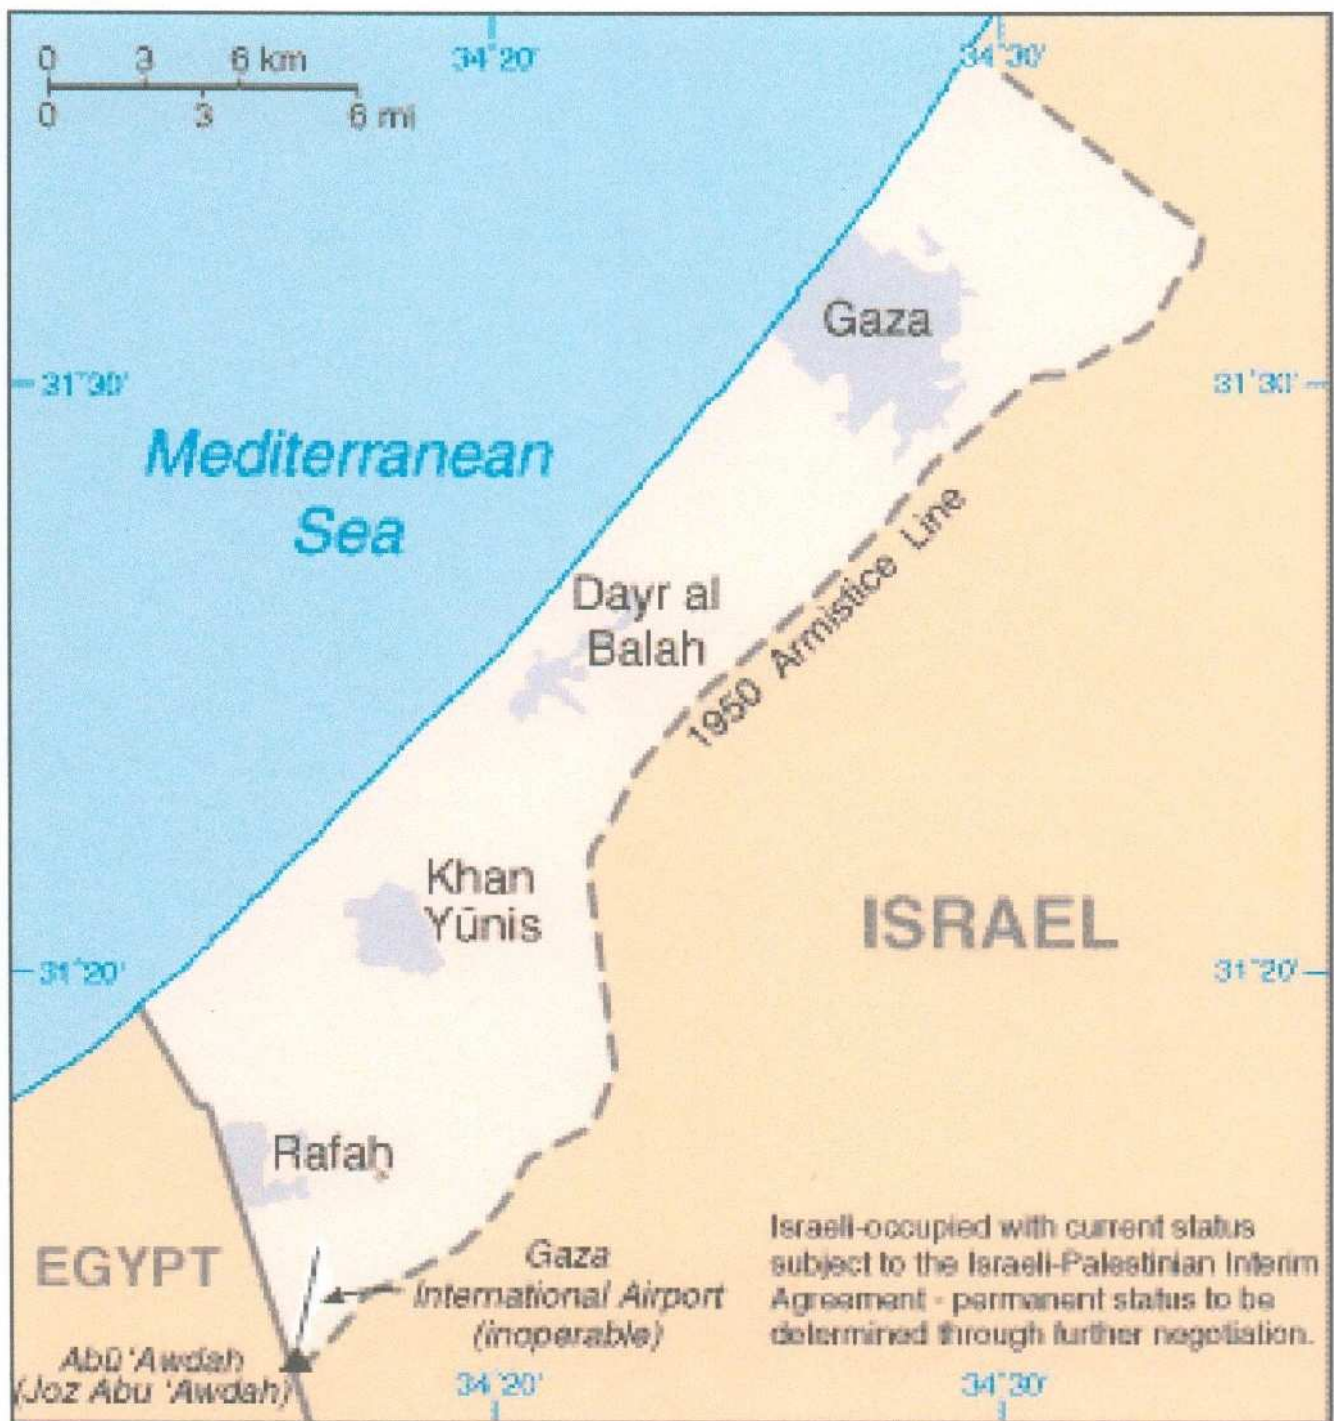 0 3 6 km
0 3 6 mi
34°20'
34°30'
Gaza
31°30'
31°30'
Mediterranean
Sea
1950 Armistice Line
Dayr al
Balah
Khan
Yūnis
ISRAEL
31°20'
31°20'
Rafaḩ
EGYPT
Gaza
International Airport
(inoperable)
Israeli-occupied with current status
subject to the Israeli-Palestinian Interim
Agreement - permanent status to be
determined through further negotiation.
Abū 'Awdah
(Joz Abu 'Awdah)
34°20'
34°30'